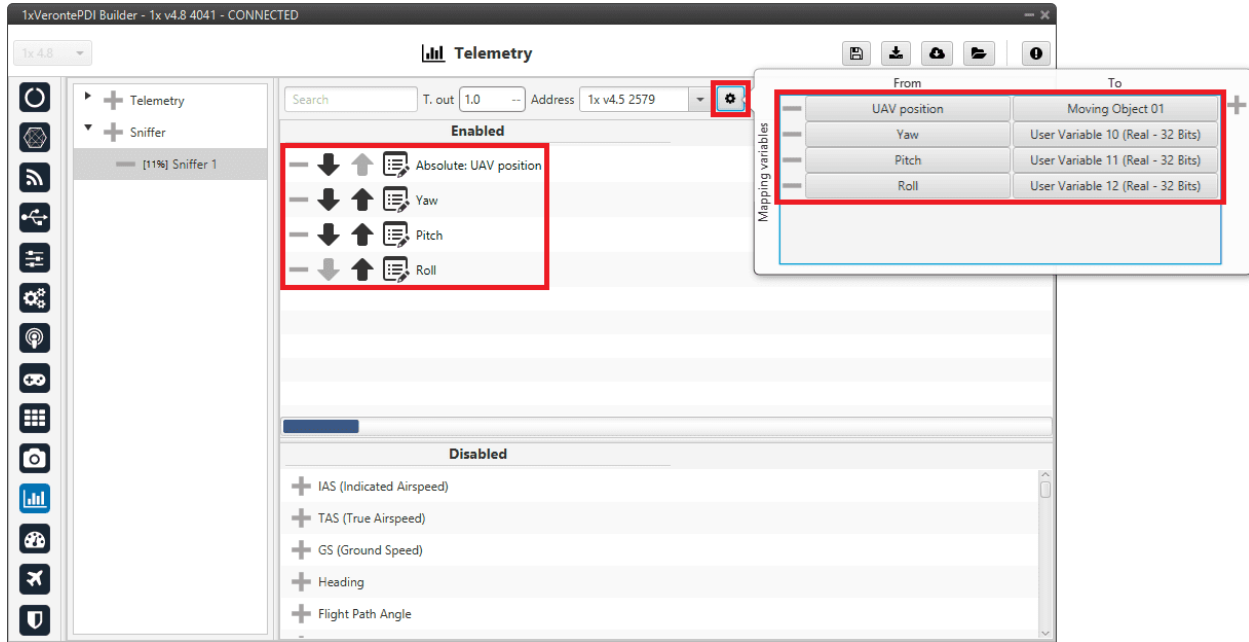 1xVerontePDI Builder - 1x v4.8 4041 - CONNECTED
1x 4.8
Telemetry
Telemetry
Sniffer
[11%] Sniffer 1
Search T. out 1.0 -- Address 1x v4.5 2579
Enabled
Absolute: UAV position
Yaw
Pitch
Roll
Disabled
IAS (Indicated Airspeed)
TAS (True Airspeed)
GS (Ground Speed)
Heading
Flight Path Angle
Mapping variables
From To
UAV position Moving Object 01
Yaw User Variable 10 (Real - 32 Bits)
Pitch User Variable 11 (Real - 32 Bits)
Roll User Variable 12 (Real - 32 Bits)